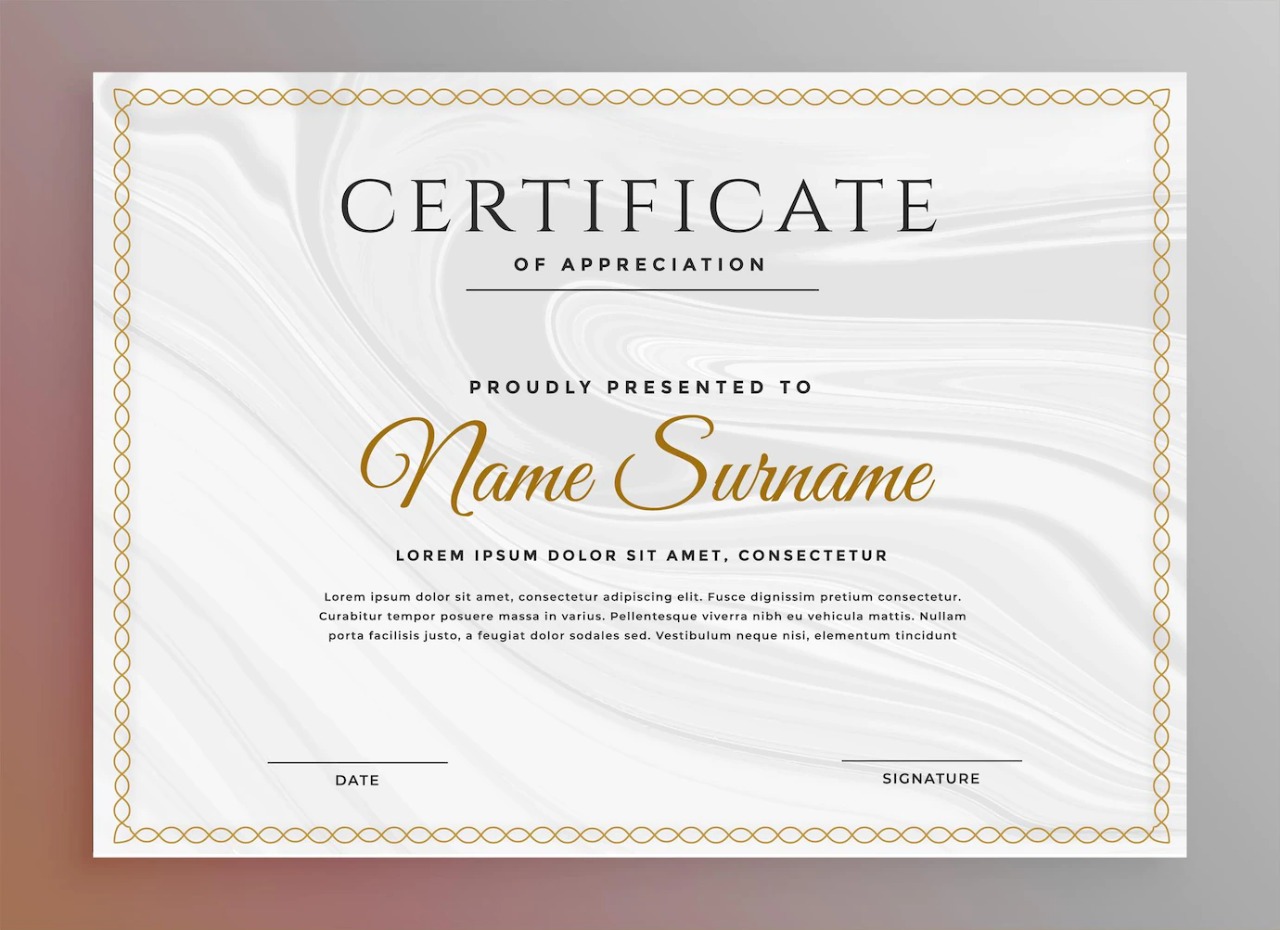 CERTIFICATE
OF APPRECIATION
PROUDLY PRESENTED TO
Name Surname
LOREM IPSUM DOLOR SIT AMET, CONSECTETUR
Lorem ipsum dolor sit amet, consectetur adipiscing elit. Fusce dignissim pretium consectetur.
Curabitur tempor posuere massa in varius. Pellentesque viverra nibh eu vehicula mattis. Nullam
porta facilisis justo, a feugiat dolor sodales sed. Vestibulum neque nisi, elementum tincidunt
DATE
SIGNATURE